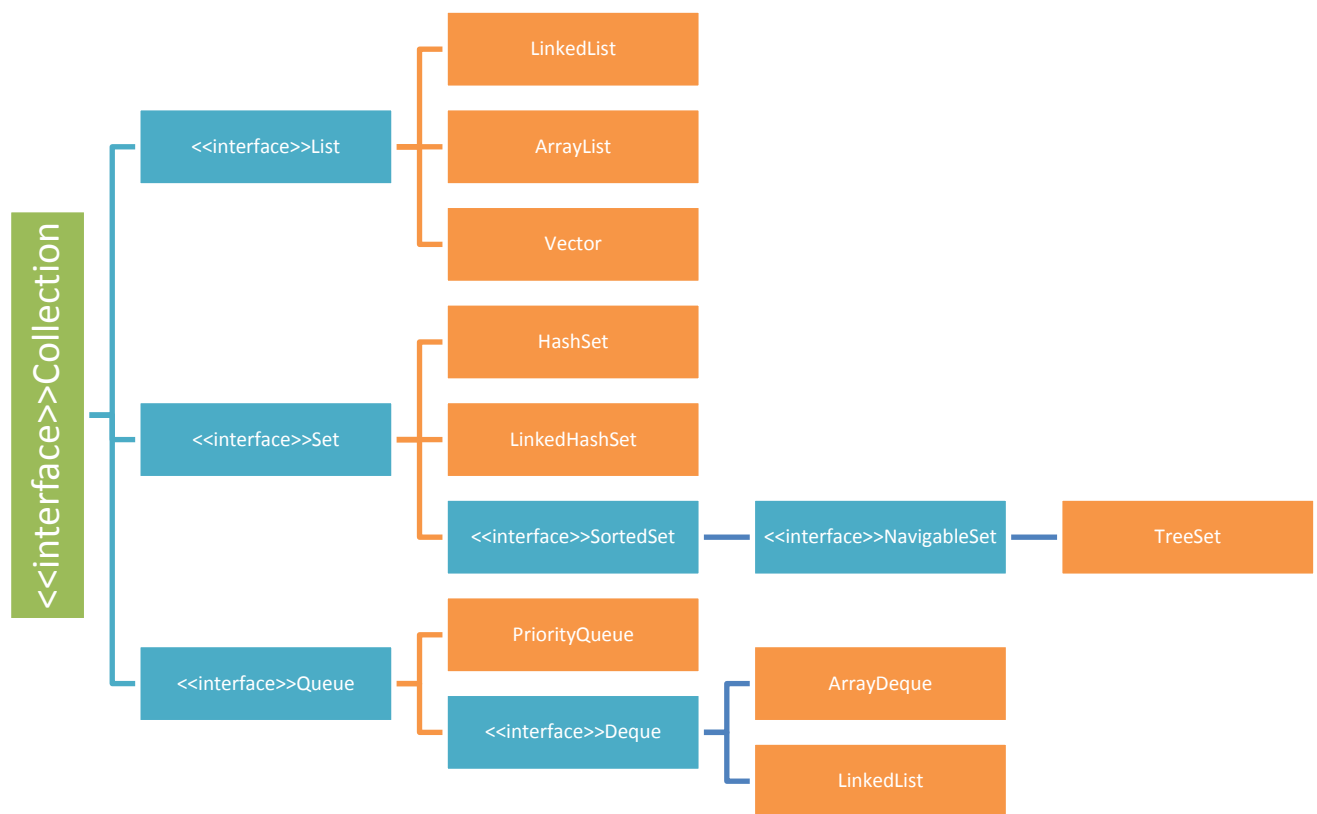 <<interface>>Collection
<<interface>>List
LinkedList
ArrayList
Vector
<<interface>>Set
HashSet
LinkedHashSet
<<interface>>SortedSet
<<interface>>NavigableSet
TreeSet
<<interface>>Queue
PriorityQueue
<<interface>>Deque
ArrayDeque
LinkedList